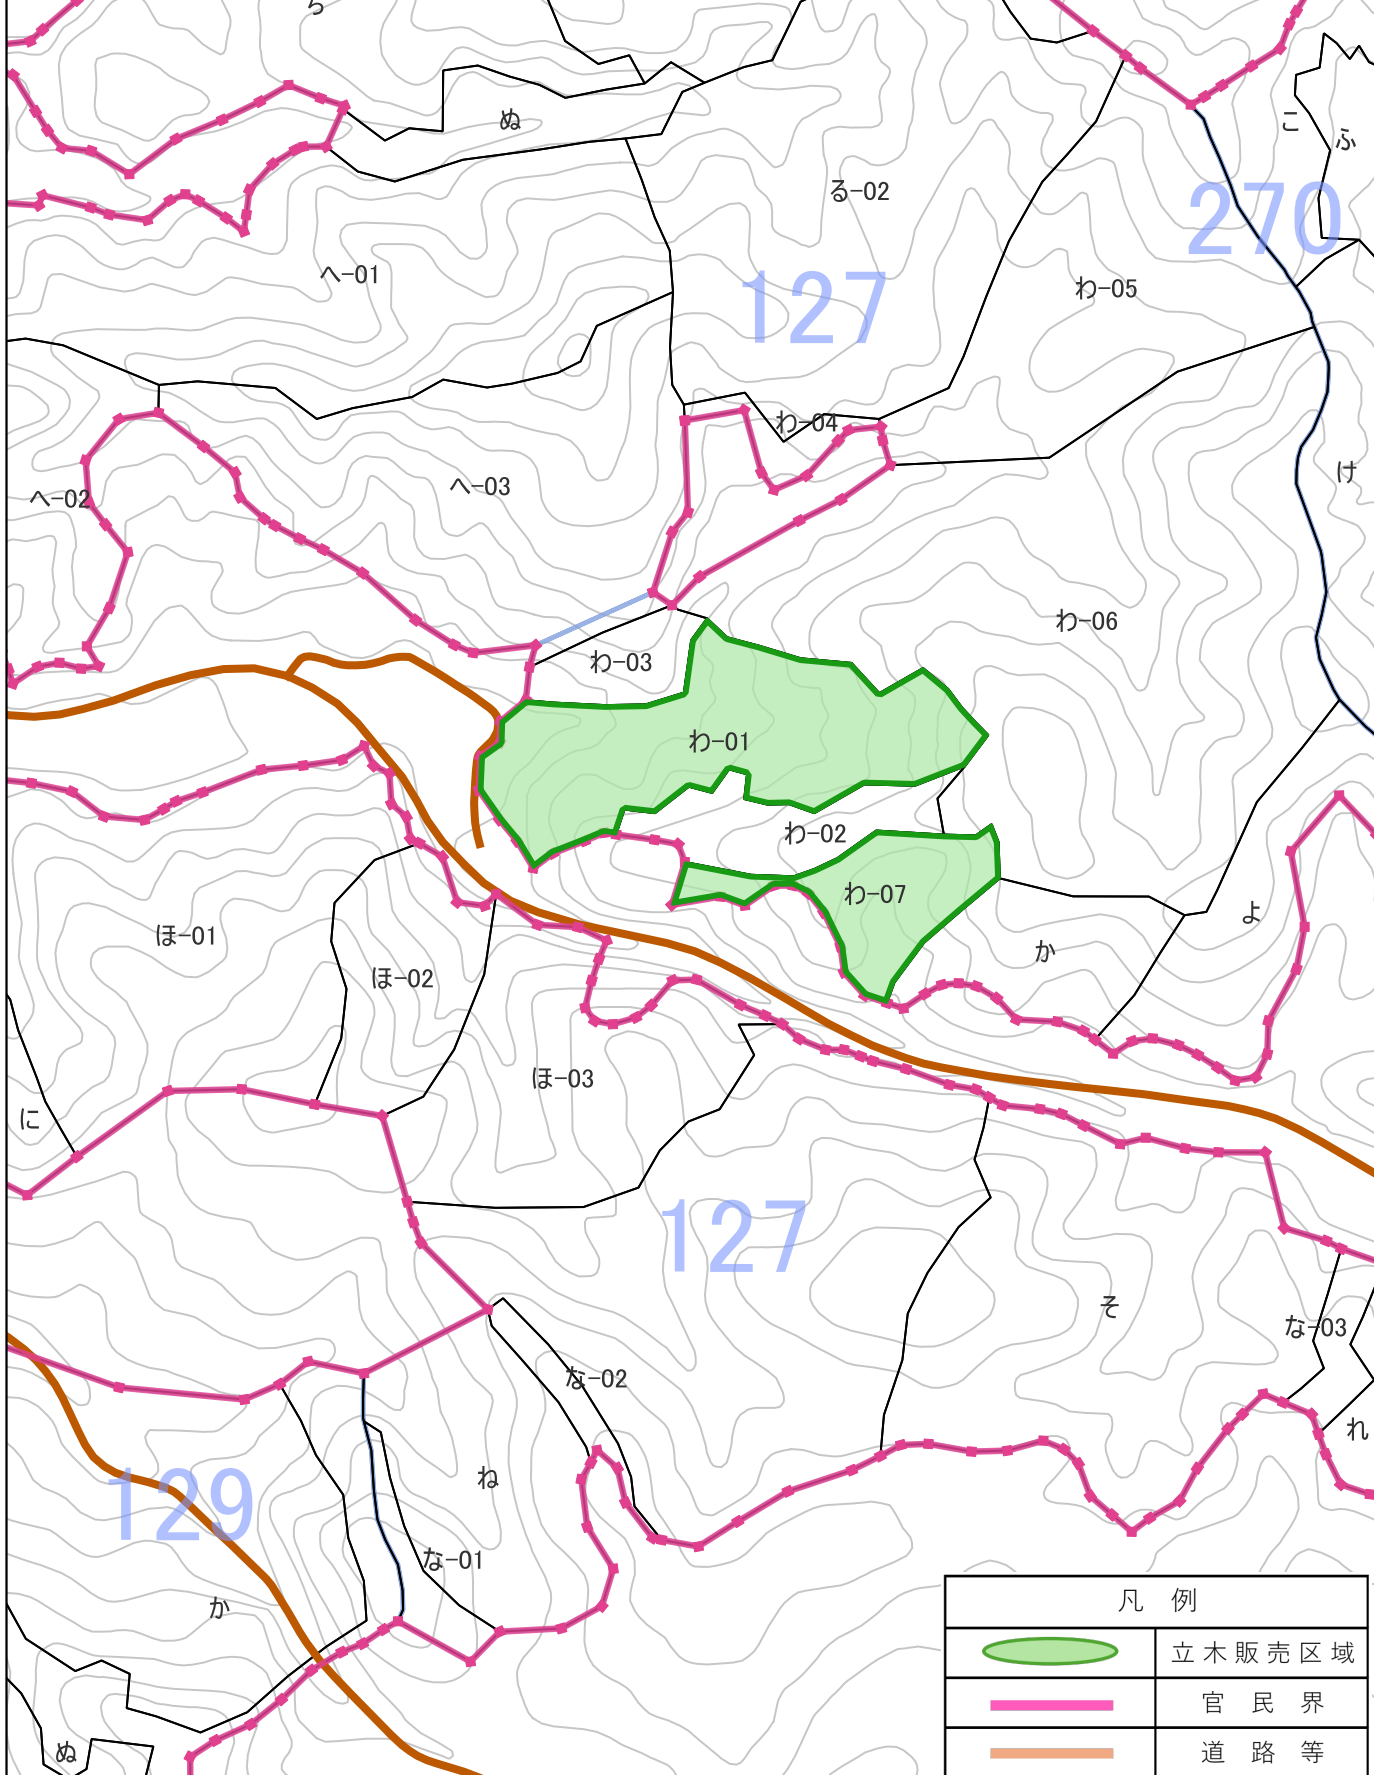 ち
ぬ
こ
ふ
る-02
270
へ-01
127
わ-05
わ-04
へ-02
へ-03
け
わ-06
わ-03
わ-01
わ-02
わ-07
よ
ほ-01
か
ほ-02
ほ-03
に
127
そ
な-03
な-02
れ
ね
129
な-01
か
ぬ
凡 例
立木販売区域
官 民 界
道 路 等